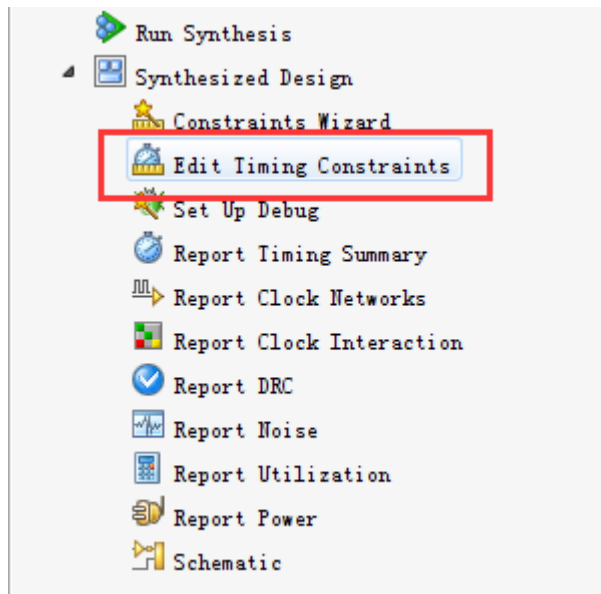 Run Synthesis
Synthesized Design
Constraints Wizard
Edit Timing Constraints
Set Up Debug
Report Timing Summary
Report Clock Networks
Report Clock Interaction
Report DRC
Report Noise
Report Utilization
Report Power
Schematic